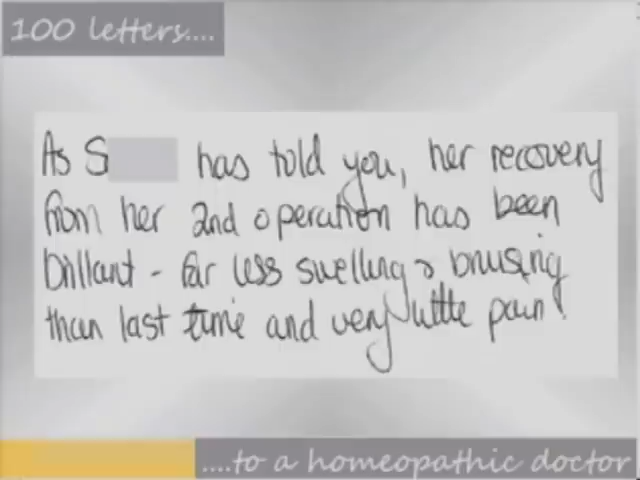 100 letters....
As S has told you, her recovery
from her 2nd operation has been
brillant - far less swelling & bruising
than last time and very little pain!
....to a homeopathic doctor